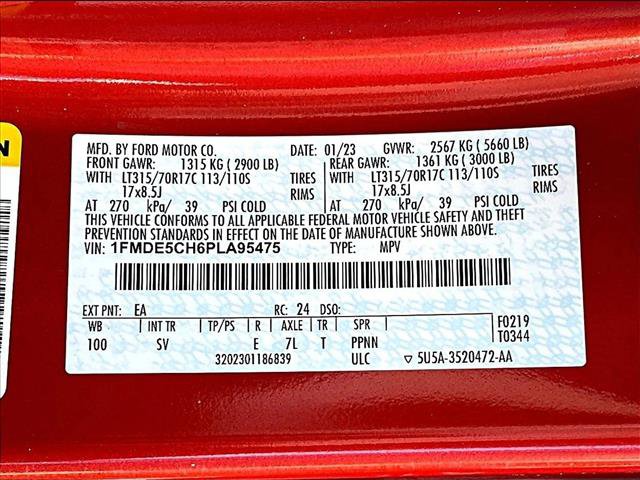 N
MFD. BY FORD MOTOR CO. DATE: 01/23 GVWR: 2567 KG ( 5660 LB)
FRONT GAWR: 1315 KG ( 2900 LB) REAR GAWR: 1361 KG ( 3000 LB)
WITH LT315/70R17C 113/110S TIRES WITH LT315/70R17C 113/110S TIRES
17x8.5J RIMS 17x8.5J RIMS
AT 270 kPa/ 39 PSI COLD AT 270 kPa/ 39 PSI COLD
THIS VEHICLE CONFORMS TO ALL APPLICABLE FEDERAL MOTOR VEHICLE SAFETY AND THEFT PREVENTION
STANDARDS IN EFFECT ON THE DATE OF MANUFACTURE SHOWN ABOVE.
VIN: 1FMDE5CH6PLA95475 TYPE: MPV
EXT PNT: EA RC: 24 DSO:
WB INT TR TP/PS R AXLE TR SPR F0219
100 SV E 7L T PPNN T0344
3202301186839 ULC ▽ 5U5A-3520472-AA